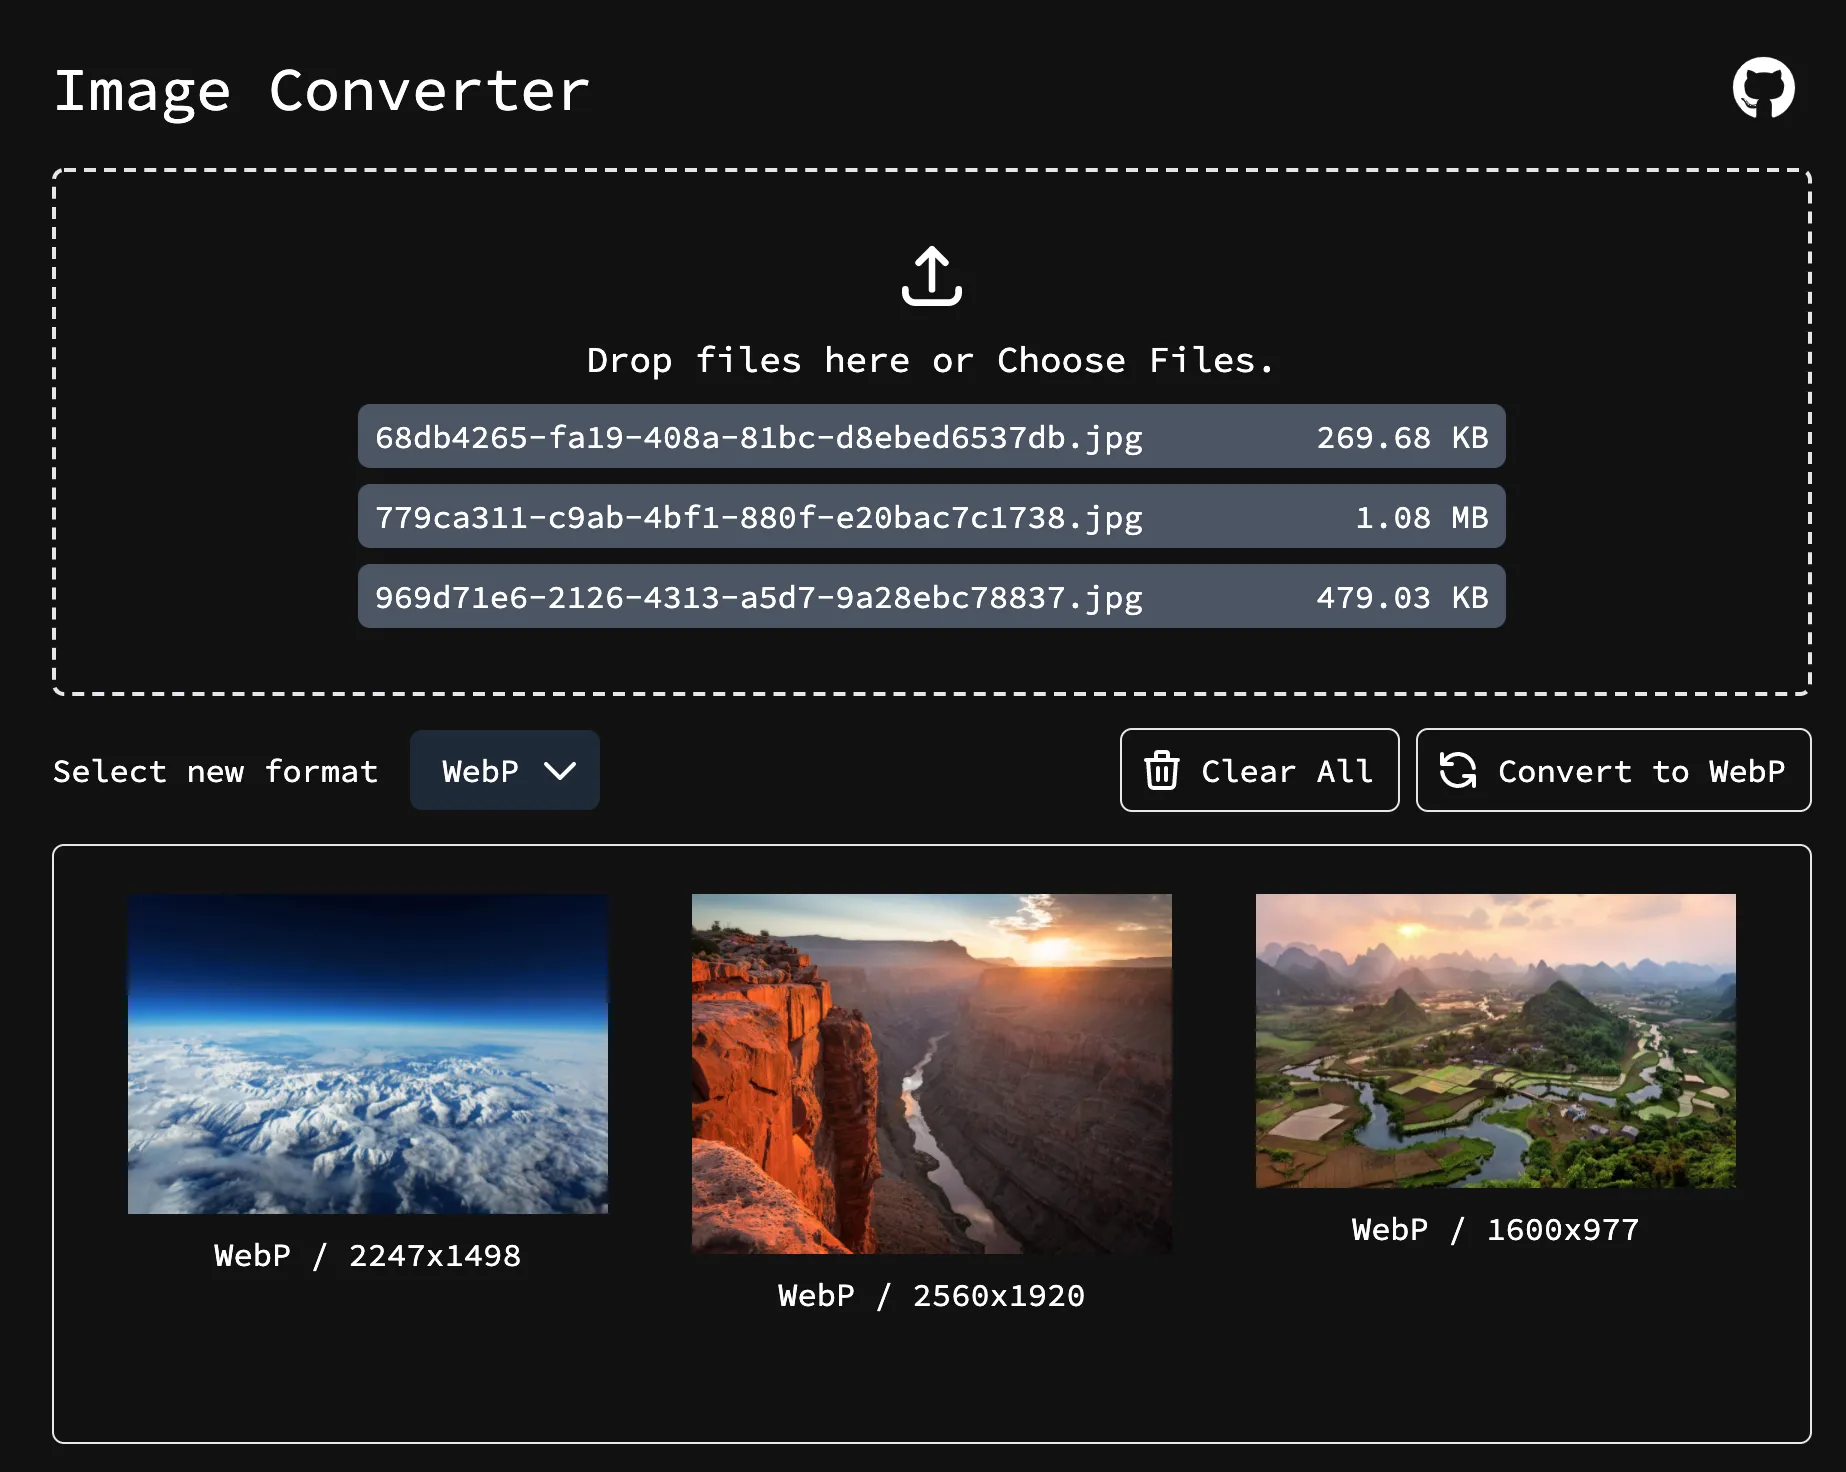 Image Converter
Drop files here or Choose Files.
68db4265-fa19-408a-81bc-d8ebed6537db.jpg 269.68 KB
779ca311-c9ab-4bf1-880f-e20bac7c1738.jpg 1.08 MB
969d71e6-2126-4313-a5d7-9a28ebc78837.jpg 479.03 KB
Select new format WebP Clear All Convert to WebP
WebP / 2247x1498
WebP / 2560x1920
WebP / 1600x977